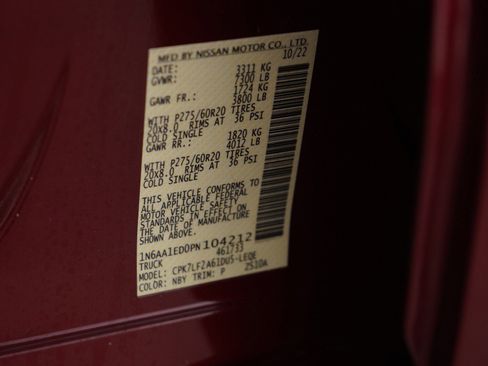 MFD BY NISSAN MOTOR CO., LTD.
DATE: 10/22
GVWR: 3311 KG
7300 LB
GAWR FR.: 1724 KG
3800 LB
WITH P275/60R20 TIRES
20x8.0 RIMS AT 36 PSI
COLD SINGLE
GAWR RR.: 1820 KG
4012 LB
WITH P275/60R20 TIRES
20x8.0 RIMS AT 36 PSI
COLD SINGLE
THIS VEHICLE CONFORMS TO
ALL APPLICABLE FEDERAL
MOTOR VEHICLE SAFETY
STANDARDS IN EFFECT ON
THE DATE OF MANUFACTURE
SHOWN ABOVE.
1N6AA1ED0PN104212
TRUCK 461733
MODEL: CPK7LF2A61DUS-LEQE
COLOR: NBY TRIM: P 2510A